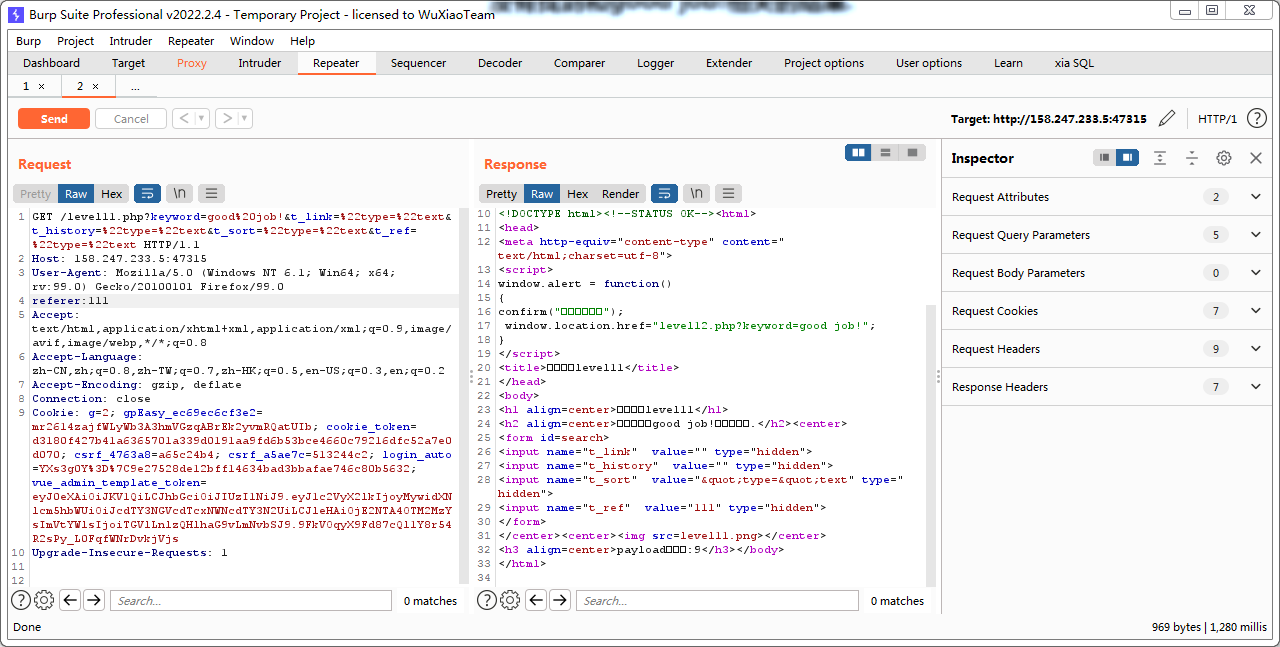 Burp Suite Professional v2022.2.4 - Temporary Project - licensed to WuXiaoTeam
Burp Project Intruder Repeater Window Help
Dashboard Target Proxy Intruder Repeater Sequencer Decoder Comparer Logger Extender Project options User options Learn xia SQL
1 × 2 × ...
Send Cancel < > Target: http://158.247.233.5:47315 HTTP/1 ?
Request
Pretty Raw Hex \n
1 GET /level11.php?keyword=good%20job!&t_link=%22type=%22text&
t_history=%22type=%22text&t_sort=%22type=%22text&t_ref=
%22type=%22text HTTP/1.1
2 Host: 158.247.233.5:47315
3 User-Agent: Mozilla/5.0 (Windows NT 6.1; Win64; x64;
rv:99.0) Gecko/20100101 Firefox/99.0
4 referer:111
5 Accept:
text/html,application/xhtml+xml,application/xml;q=0.9,image/
avif,image/webp,*/*;q=0.8
6 Accept-Language:
zh-CN,zh;q=0.8,zh-TW;q=0.7,zh-HK;q=0.5,en-US;q=0.3,en;q=0.2
7 Accept-Encoding: gzip, deflate
8 Connection: close
9 Cookie: g=2; gpEasy_ec69ec6cf3e2=
cookie_token=
csrf_4763a8=a65c24b4; csrf_a5ae7c=513244c2; login_auto
vue_admin_template_token=
10 Upgrade-Insecure-Requests: 1
11
12
Search... 0 matches
Response
Pretty Raw Hex Render \n
10 <!DOCTYPE html><!--STATUS OK--><html>
11 <head>
12 <meta http-equiv="content-type" content="
text/html;charset=utf-8">
13 <script>
14 window.alert = function()
15 {
16 confirm("□□□□□□");
17 window.location.href="level12.php?keyword=good job!";
18 }
19 </script>
20 <title>□□□□level11</title>
21 </head>
22 <body>
23 <h1 align=center>□□□□level11</h1>
24 <h2 align=center>□□□□□good job!□□□□□.</h2><center>
25 <form id=search>
26 <input name="t_link" value="" type="hidden">
27 <input name="t_history" value="" type="hidden">
28 <input name="t_sort" value="&quot;type=&quot;text" type="
hidden">
29 <input name="t_ref" value="111" type="hidden">
30 </form>
31 </center><center><img src=level11.png></center>
32 <h3 align=center>payload□□□:9</h3></body>
33 </html>
34
Search... 0 matches
Inspector
Request Attributes 2
Request Query Parameters 5
Request Body Parameters 0
Request Cookies 7
Request Headers 9
Response Headers 7
Done 969 bytes | 1,280 millis